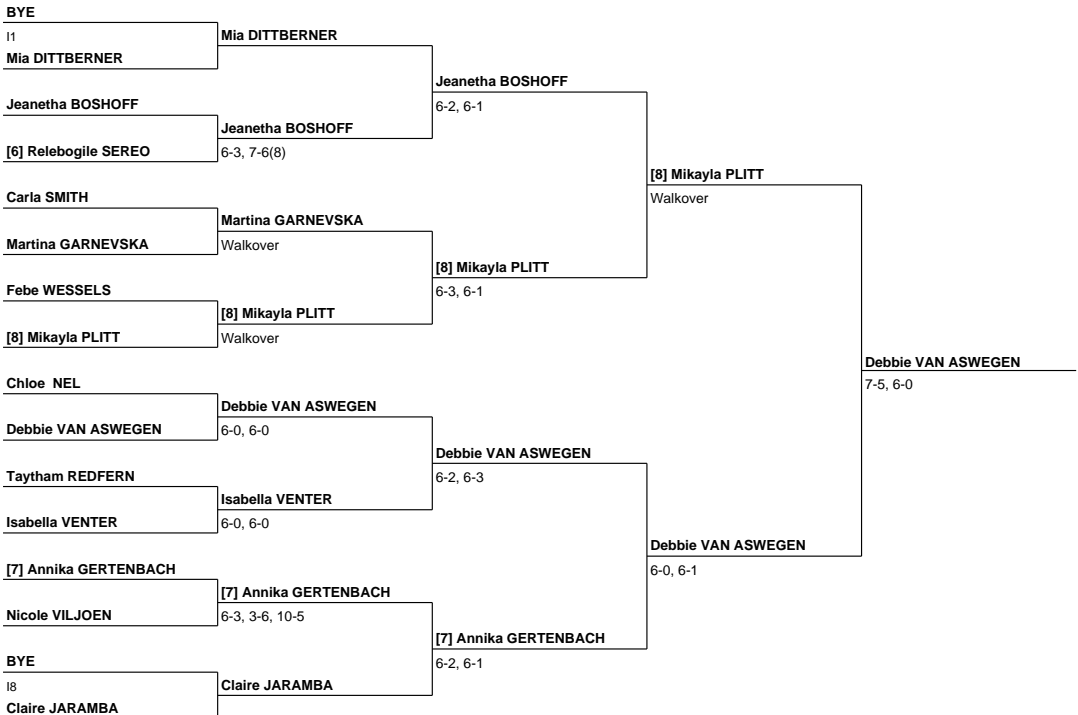 BYE
I1
Mia DITTBERNER
Mia DITTBERNER
Jeanetha BOSHOFF
6-2, 6-1
Jeanetha BOSHOFF
Jeanetha BOSHOFF
[6] Relebogile SEREO
6-3, 7-6(8)
[8] Mikayla PLITT
Walkover
Carla SMITH
Martina GARNEVSKA
Martina GARNEVSKA
Walkover
[8] Mikayla PLITT
6-3, 6-1
Febe WESSELS
[8] Mikayla PLITT
[8] Mikayla PLITT
Walkover
Debbie VAN ASWEGEN
7-5, 6-0
Chloe NEL
Debbie VAN ASWEGEN
Debbie VAN ASWEGEN
6-0, 6-0
Debbie VAN ASWEGEN
6-2, 6-3
Taytham REDFERN
Isabella VENTER
Isabella VENTER
6-0, 6-0
Debbie VAN ASWEGEN
6-0, 6-1
[7] Annika GERTENBACH
[7] Annika GERTENBACH
Nicole VILJOEN
6-3, 3-6, 10-5
[7] Annika GERTENBACH
6-2, 6-1
BYE
I8
Claire JARAMBA
Claire JARAMBA